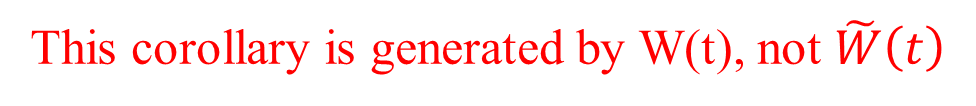 This corollary is generated by W(t), not W̃(t)